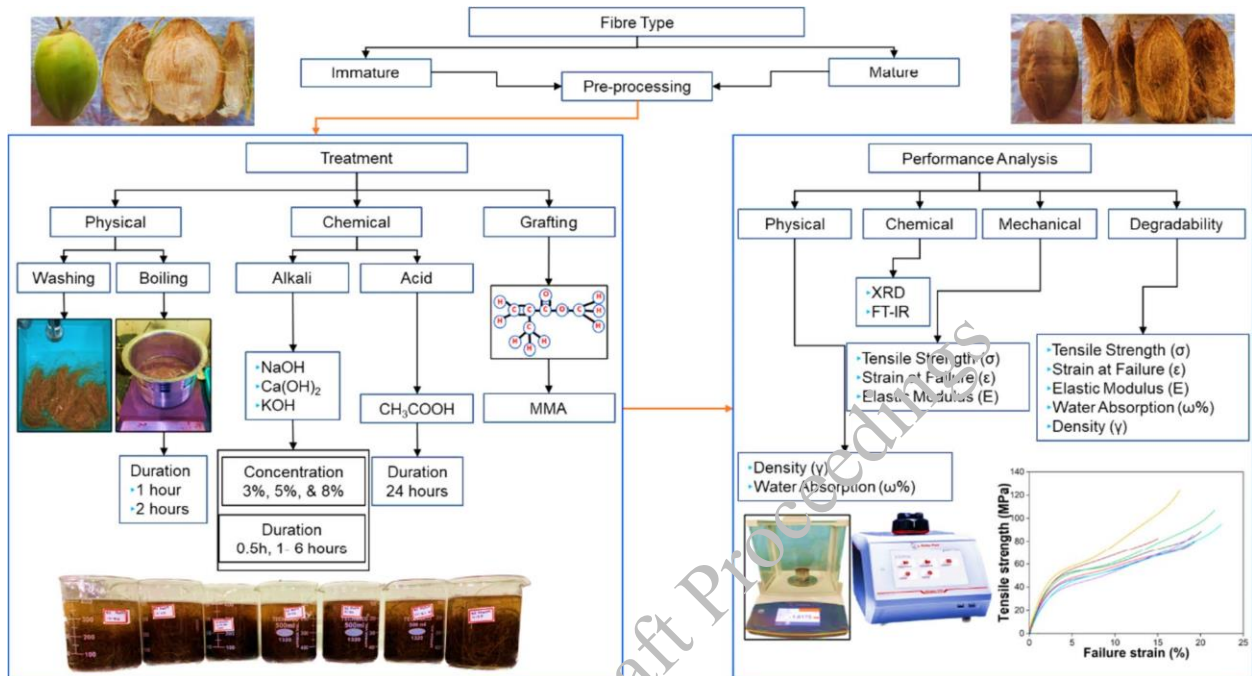 Fibre Type
Immature
Mature
Pre-processing
Treatment
Physical
Chemical
Grafting
Washing
Boiling
Alkali
Acid
H
H
C
C
C
O
O
C
H
H
H
C
H
H
H
NaOH
Ca(OH)₂
KOH
CH₃COOH
MMA
Duration
1 hour
2 hours
Concentration
3%, 5%, & 8%
Duration
24 hours
Duration
0.5h, 1- 6 hours
500ml
500ml
Performance Analysis
Physical
Chemical
Mechanical
Degradability
XRD
FT-IR
Tensile Strength (σ)
Strain at Failure (ε)
Elastic Modulus (E)
Tensile Strength (σ)
Strain at Failure (ε)
Elastic Modulus (E)
Water Absorption (ω%)
Density (γ)
Density (γ)
Water Absorption (ω%)
Tensile strength (MPa)
140
120
100
80
60
40
20
0
0
5
10
15
20
25
Failure strain (%)
aft Proceedings